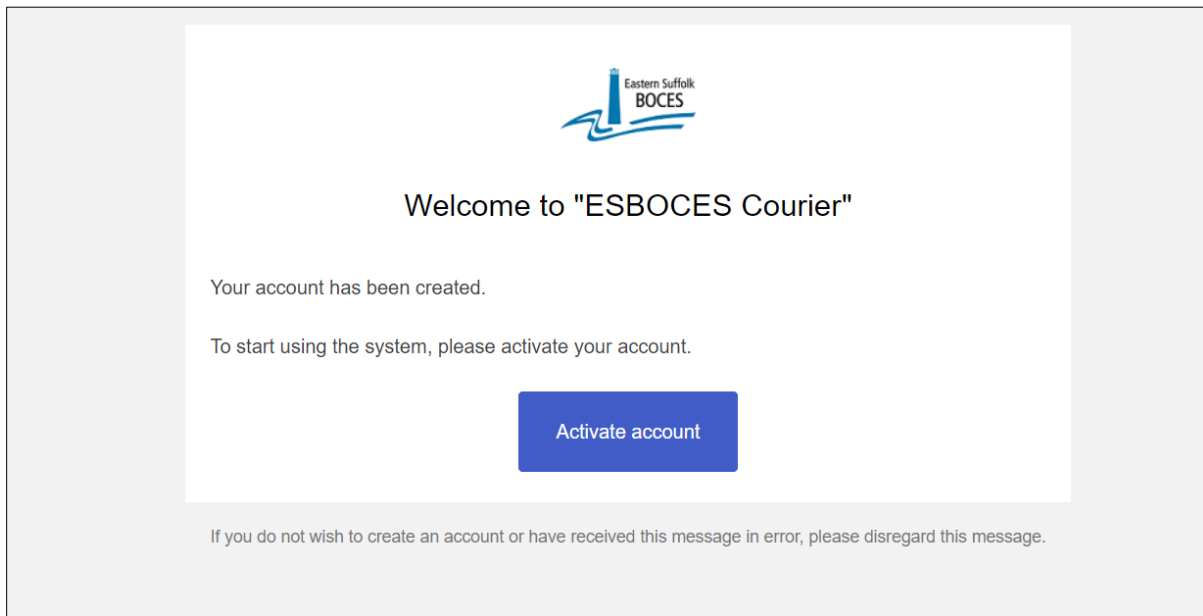 Eastern Suffolk
BOCES
Welcome to "ESBOCES Courier"
Your account has been created.
To start using the system, please activate your account.
Activate account
If you do not wish to create an account or have received this message in error, please disregard this message.